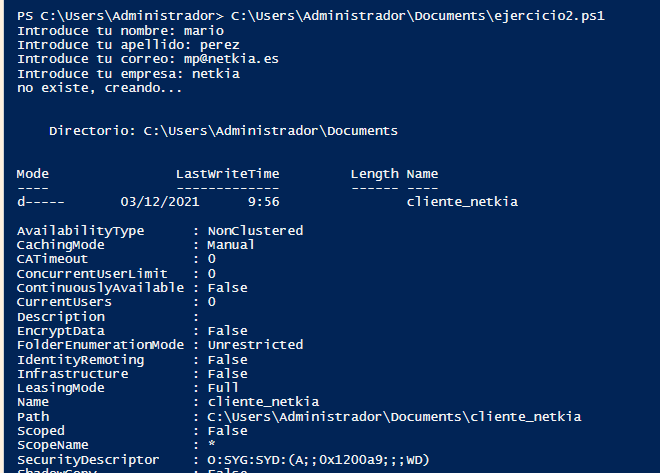 PS C:\Users\Administrador> C:\Users\Administrador\Documents\ejercicio2.ps1
Introduce tu nombre: mario
Introduce tu apellido: perez
Introduce tu correo: mp@netkia.es
Introduce tu empresa: netkia
no existe, creando...
Directorio: C:\Users\Administrador\Documents
Mode LastWriteTime Length Name
---- ------------- ------ ----
d----- 03/12/2021 9:56 cliente_netkia
AvailabilityType : NonClustered
CachingMode : Manual
CATimeout : 0
ConcurrentUserLimit : 0
ContinuouslyAvailable : False
CurrentUsers : 0
Description :
EncryptData : False
FolderEnumerationMode : Unrestricted
IdentityRemoting : False
Infrastructure : False
LeasingMode : Full
Name : cliente_netkia
Path : C:\Users\Administrador\Documents\cliente_netkia
Scoped : False
ScopeName : *
SecurityDescriptor : O:SYG:SYD:(A;;0x1200a9;;;WD)
ShadowCopy : False